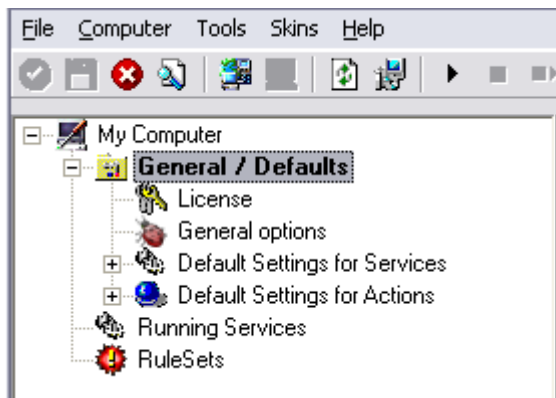 File Computer Tools Skins Help
My Computer
General / Defaults
License
General options
Default Settings for Services
Default Settings for Actions
Running Services
RuleSets